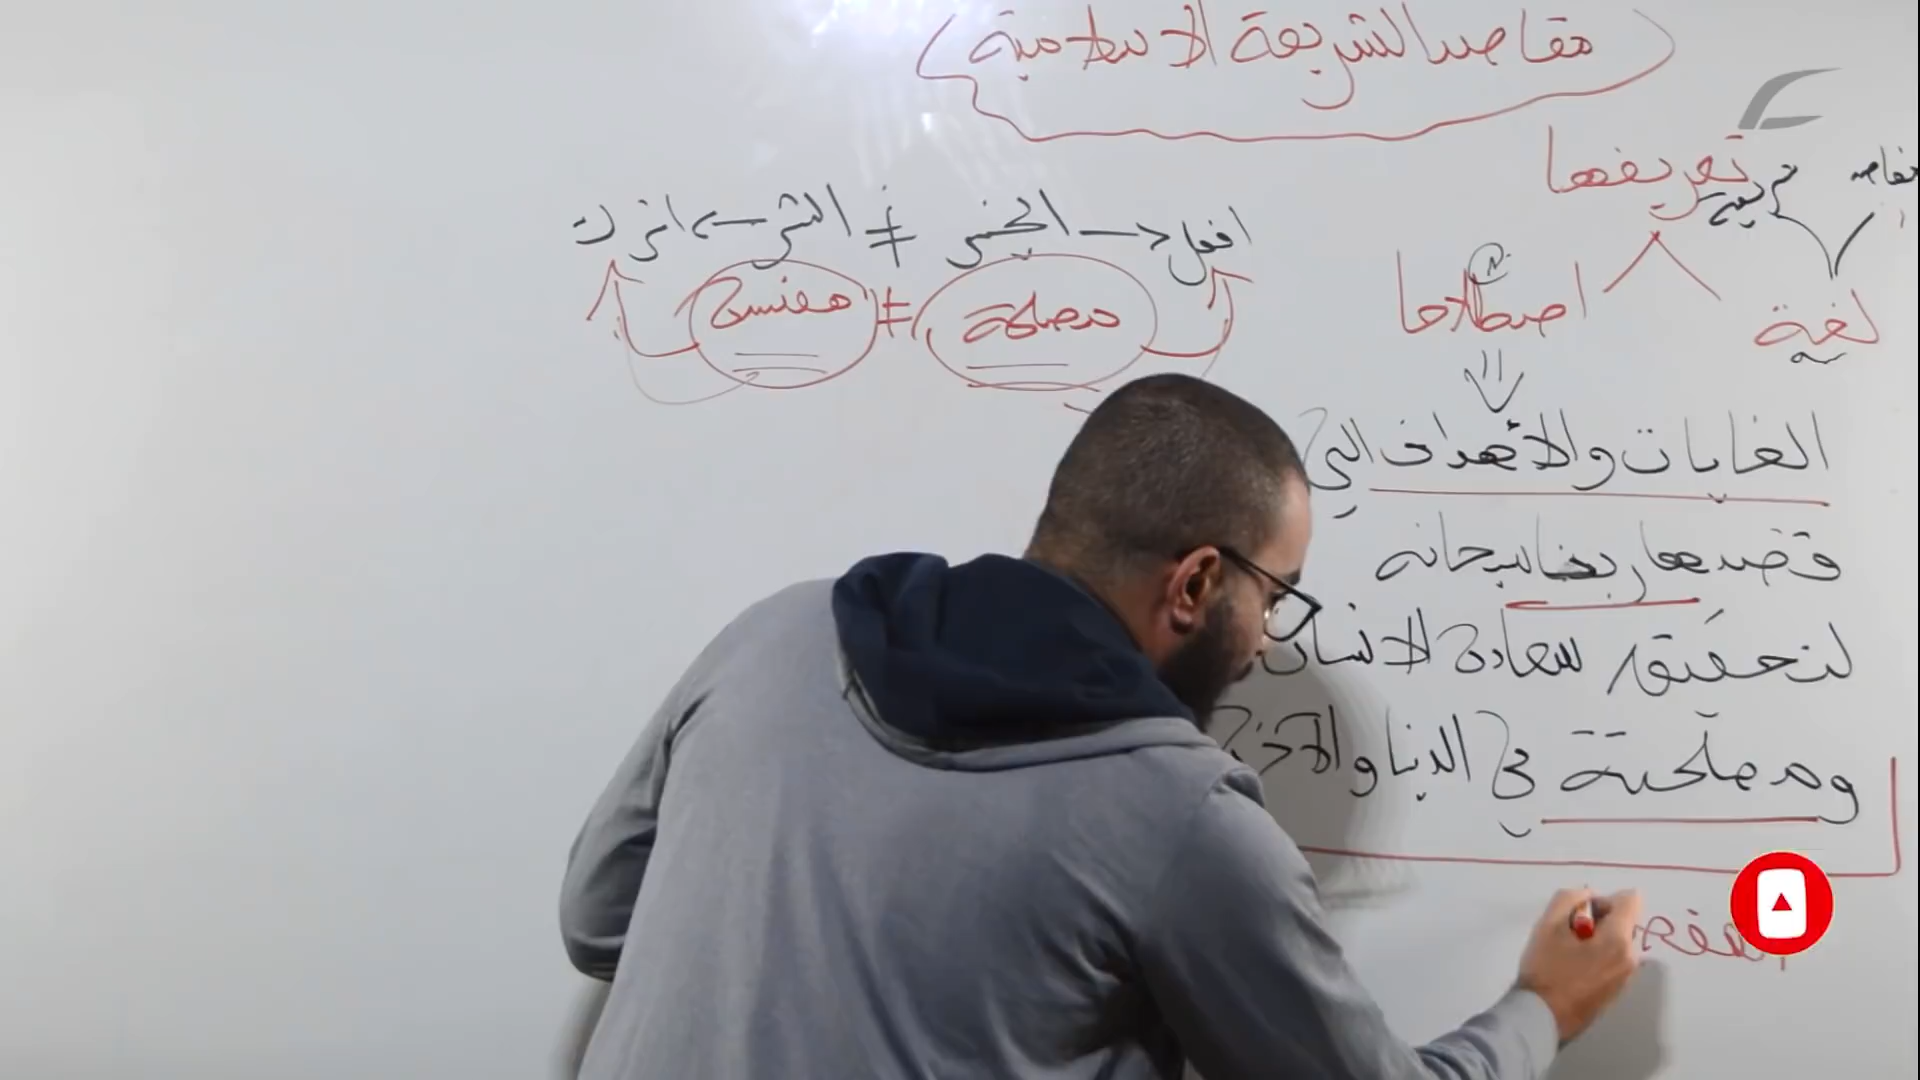 مقاصد الشريعة الاسلامية
تعريفها
لغة
اصطلاحا
الغايات والأهداف التي
قصدها ربنا سبحانه
لتحقيق سعادة الانسان
ومصلحته في الدنيا والآخرة
افعل -> الخير ≠ الشر -> اترك
مصلحة ≠ مفسدة